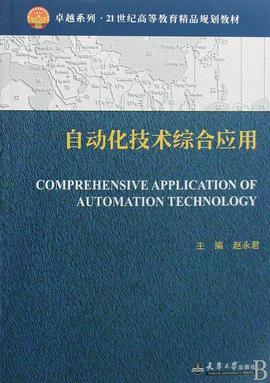 卓越系列·21世纪高等教育精品规划教材
自动化技术综合应用
COMPREHENSIVE APPLICATION OF
AUTOMATION TECHNOLOGY
主 编 赵永君
天津大学出版社
B